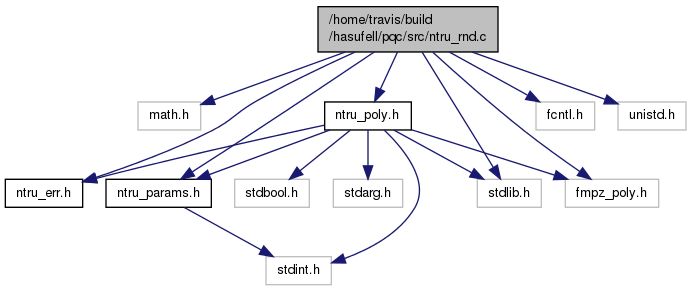 /home/travis/build
/hasufell/pqc/src/ntru_rnd.c
math.h
ntru_poly.h
fcntl.h
unistd.h
ntru_err.h
ntru_params.h
stdbool.h
stdarg.h
stdlib.h
fmpz_poly.h
stdint.h